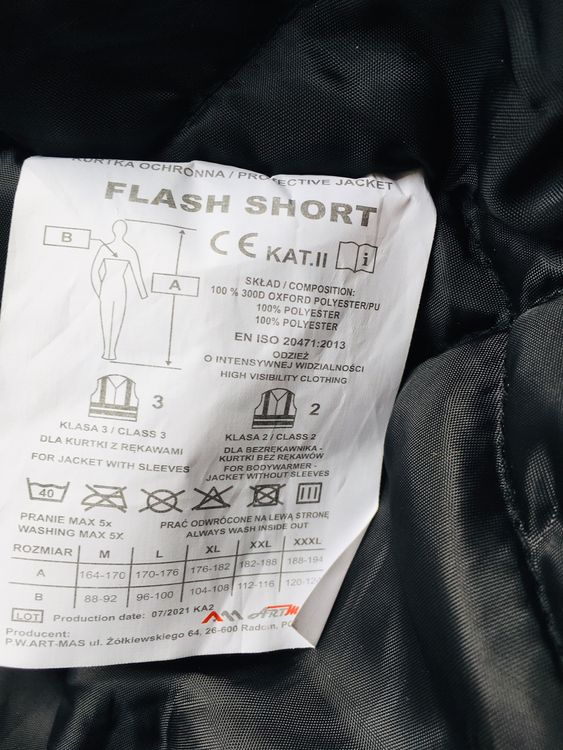 KURTKA OCHRONNA / PROTECTIVE JACKET
FLASH SHORT
B
A
CE KAT.II i
SKŁAD / COMPOSITION:
100 % 300D OXFORD POLYESTER/PU
100% POLYESTER
100% POLYESTER
EN ISO 20471:2013
ODZIEŻ
O INTENSYWNEJ WIDZIALNOŚCI
HIGH VISIBILITY CLOTHING
3
KLASA 3 / CLASS 3
DLA KURTKI Z RĘKAWAMI
FOR JACKET WITH SLEEVES
2
KLASA 2 / CLASS 2
DLA BEZRĘKAWNIKA -
KURTKI BEZ RĘKAWÓW
FOR BODYWARMER -
JACKET WITHOUT SLEEVES
40
PRANIE MAX 5x
WASHING MAX 5X
PRAĆ ODWRÓCONE NA LEWĄ STRONĘ
ALWAYS WASH INSIDE OUT
ROZMIAR M L XL XXL XXXL
A 164-170 170-176 176-182 182-188 188-194
B 88-92 96-100 104-108 112-116
LOT Production date: 07/2021 KA2 ARTMAS
Producent:
P.W.ART-MAS ul. Żółkiewskiego 64, 26-600 Radom,